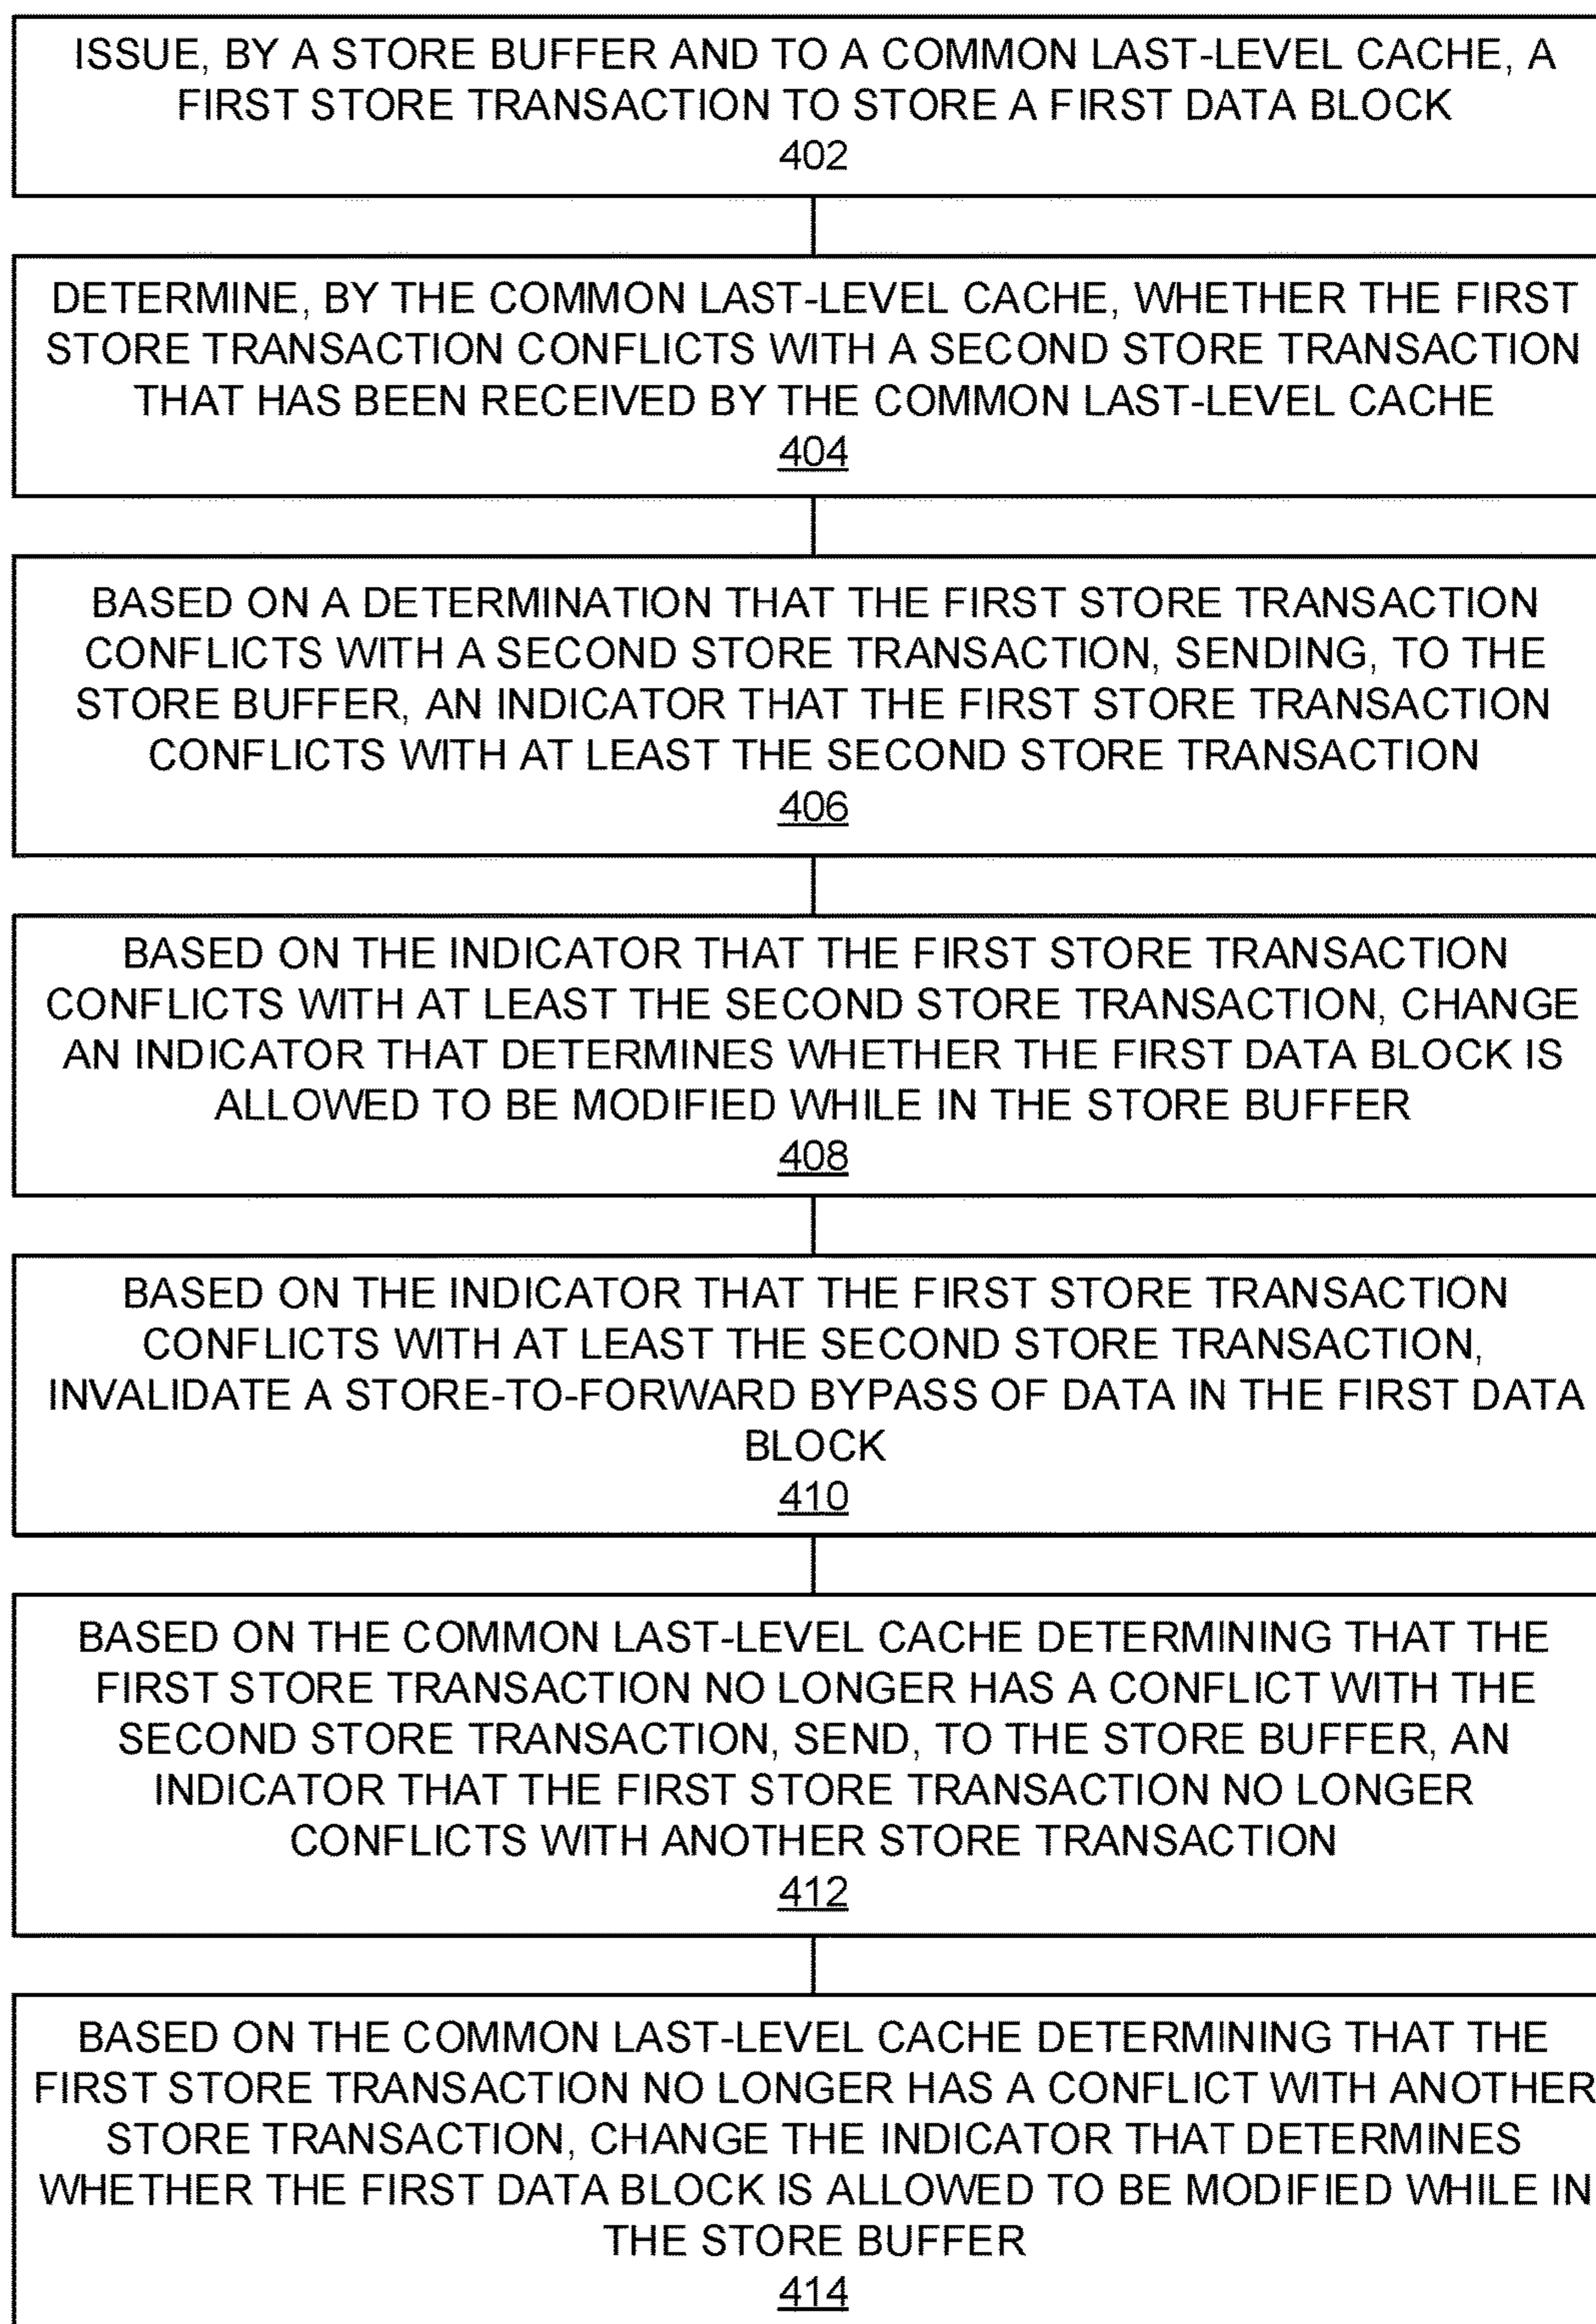 ISSUE, BY A STORE BUFFER AND TO A COMMON LAST-LEVEL CACHE, A
FIRST STORE TRANSACTION TO STORE A FIRST DATA BLOCK
402
DETERMINE, BY THE COMMON LAST-LEVEL CACHE, WHETHER THE FIRST
STORE TRANSACTION CONFLICTS WITH A SECOND STORE TRANSACTION
THAT HAS BEEN RECEIVED BY THE COMMON LAST-LEVEL CACHE
404
BASED ON A DETERMINATION THAT THE FIRST STORE TRANSACTION
CONFLICTS WITH A SECOND STORE TRANSACTION, SENDING, TO THE
STORE BUFFER, AN INDICATOR THAT THE FIRST STORE TRANSACTION
CONFLICTS WITH AT LEAST THE SECOND STORE TRANSACTION
406
BASED ON THE INDICATOR THAT THE FIRST STORE TRANSACTION
CONFLICTS WITH AT LEAST THE SECOND STORE TRANSACTION, CHANGE
AN INDICATOR THAT DETERMINES WHETHER THE FIRST DATA BLOCK IS
ALLOWED TO BE MODIFIED WHILE IN THE STORE BUFFER
408
BASED ON THE INDICATOR THAT THE FIRST STORE TRANSACTION
CONFLICTS WITH AT LEAST THE SECOND STORE TRANSACTION,
INVALIDATE A STORE-TO-FORWARD BYPASS OF DATA IN THE FIRST DATA
BLOCK
410
BASED ON THE COMMON LAST-LEVEL CACHE DETERMINING THAT THE
FIRST STORE TRANSACTION NO LONGER HAS A CONFLICT WITH THE
SECOND STORE TRANSACTION, SEND, TO THE STORE BUFFER, AN
INDICATOR THAT THE FIRST STORE TRANSACTION NO LONGER
CONFLICTS WITH ANOTHER STORE TRANSACTION
412
BASED ON THE COMMON LAST-LEVEL CACHE DETERMINING THAT THE
FIRST STORE TRANSACTION NO LONGER HAS A CONFLICT WITH ANOTHER
STORE TRANSACTION, CHANGE THE INDICATOR THAT DETERMINES
WHETHER THE FIRST DATA BLOCK IS ALLOWED TO BE MODIFIED WHILE IN
THE STORE BUFFER
414